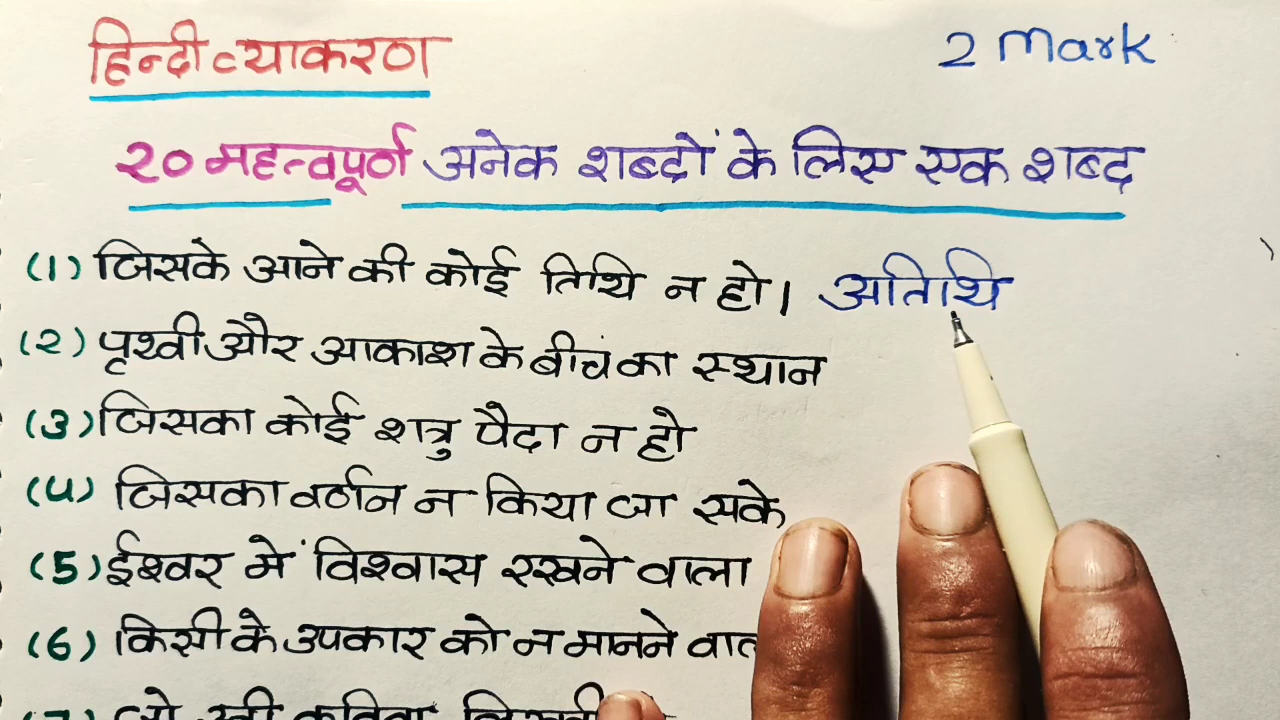 हिन्दी व्याकरण
2 Mark
20 महत्वपूर्ण अनेक शब्दों के लिए एक शब्द
(1) जिसके आने की कोई तिथि न हो। अतिथि
(2) पृथ्वी और आकाश के बीच का स्थान
(3) जिसका कोई शत्रु पैदा न हो
(4) जिसका वर्णन न किया जा सके
(5) ईश्वर में विश्वास रखने वाला
(6) किसी के उपकार को न मानने